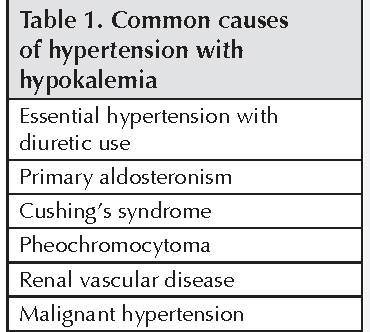 Table 1. Common causes
of hypertension with
hypokalemia
Essential hypertension with
diuretic use
Primary aldosteronism
Cushing's syndrome
Pheochromocytoma
Renal vascular disease
Malignant hypertension